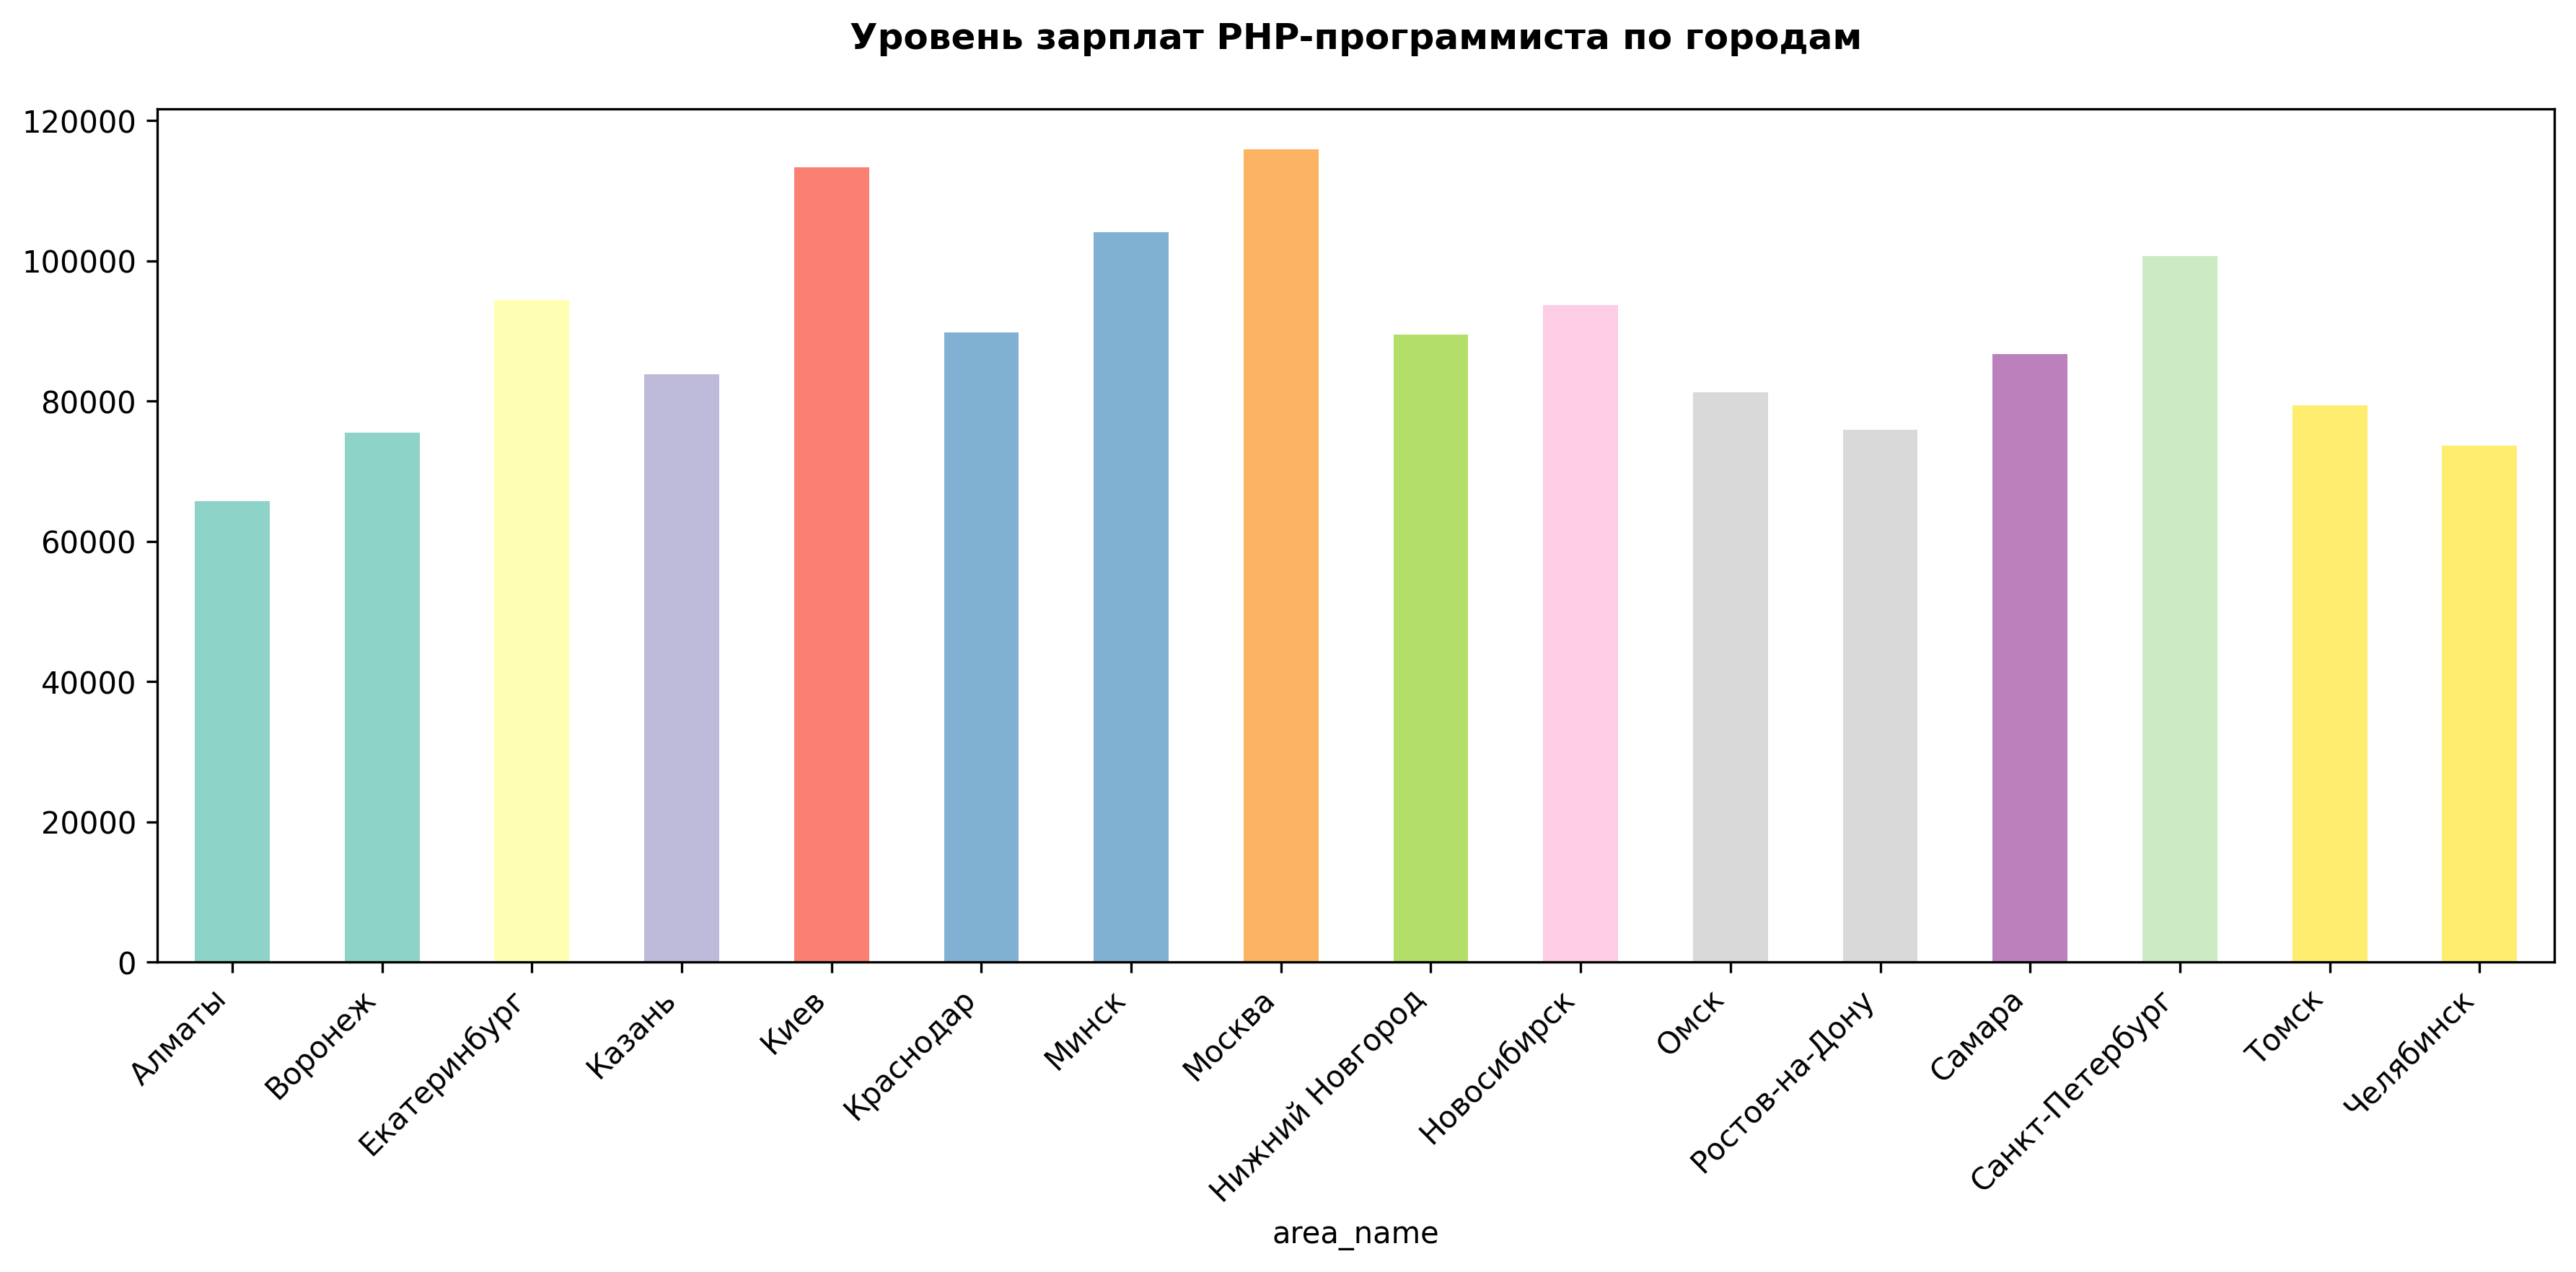 Уровень зарплат PHP-программиста по городам
120000
100000
80000
60000
40000
20000
0
Алматы
Воронеж
Екатеринбург
Казань
Киев
Краснодар
Минск
Москва
Нижний Новгород
Новосибирск
Омск
Ростов-на-Дону
Самара
Санкт-Петербург
Томск
Челябинск
area_name